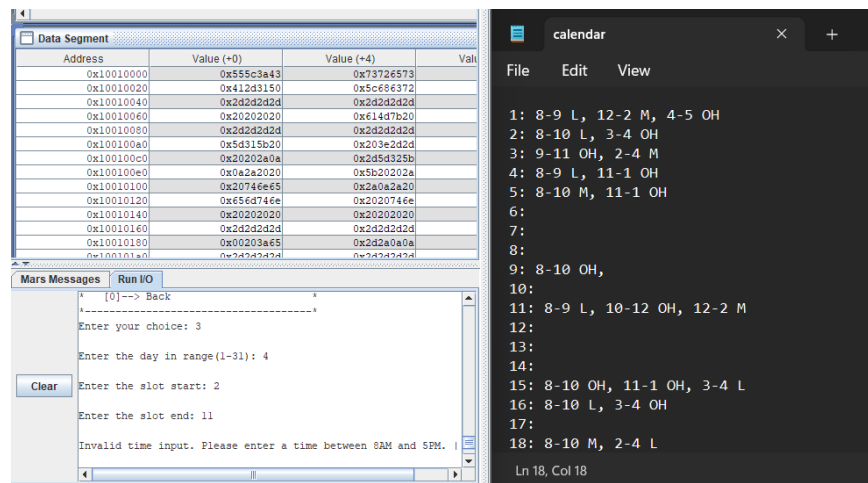 Data Segment
Address Value (+0) Value (+4)
0x10010000 0x555c3a43 0x73726573
0x10010020 0x412d3150 0x5c686372
0x10010040 0x2d2d2d2d 0x2d2d2d2d
0x10010060 0x20202020 0x614d7b20
0x10010080 0x2d2d2d2d 0x2d2d2d2d
0x100100a0 0x5d315b20 0x203e2d2d
0x100100c0 0x20202a0a 0x2d5d325b
0x100100e0 0x0a2a2020 0x5b20202a
0x10010100 0x20746e65 0x2a0a2a20
0x10010120 0x656d746e 0x2020746e
0x10010140 0x20202020 0x20202020
0x10010160 0x2d2d2d2d 0x2d2d2d2d
0x10010180 0x00203a65 0x2d2a0a0a
0x100101a0 0x2d2d2d2d 0x2d2d2d2d
Mars Messages Run I/O
* [0]--> Back *
*-------------------------------------*
Enter your choice: 3
Enter the day in range(1-31): 4
Clear
Enter the slot start: 2
Enter the slot end: 11
Invalid time input. Please enter a time between 8AM and 5PM. |
calendar × +
File Edit View
1: 8-9 L, 12-2 M, 4-5 OH
2: 8-10 L, 3-4 OH
3: 9-11 OH, 2-4 M
4: 8-9 L, 11-1 OH
5: 8-10 M, 11-1 OH
6:
7:
8:
9: 8-10 OH,
10:
11: 8-9 L, 10-12 OH, 12-2 M
12:
13:
14:
15: 8-10 OH, 11-1 OH, 3-4 L
16: 8-10 L, 3-4 OH
17:
18: 8-10 M, 2-4 L
Ln 18, Col 18